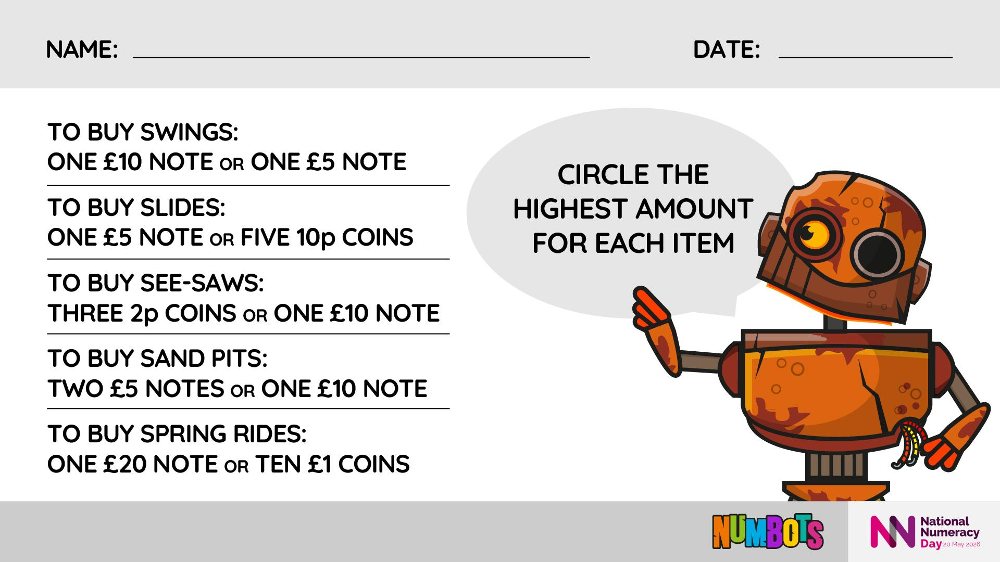 NAME:
DATE:
TO BUY SWINGS:
ONE £10 NOTE OR ONE £5 NOTE
TO BUY SLIDES:
ONE £5 NOTE OR FIVE 10p COINS
TO BUY SEE-SAWS:
THREE 2p COINS OR ONE £10 NOTE
TO BUY SAND PITS:
TWO £5 NOTES OR ONE £10 NOTE
TO BUY SPRING RIDES:
ONE £20 NOTE OR TEN £1 COINS
CIRCLE THE
HIGHEST AMOUNT
FOR EACH ITEM
NUMBOTS
National
Numeracy
Day 20 May 2026